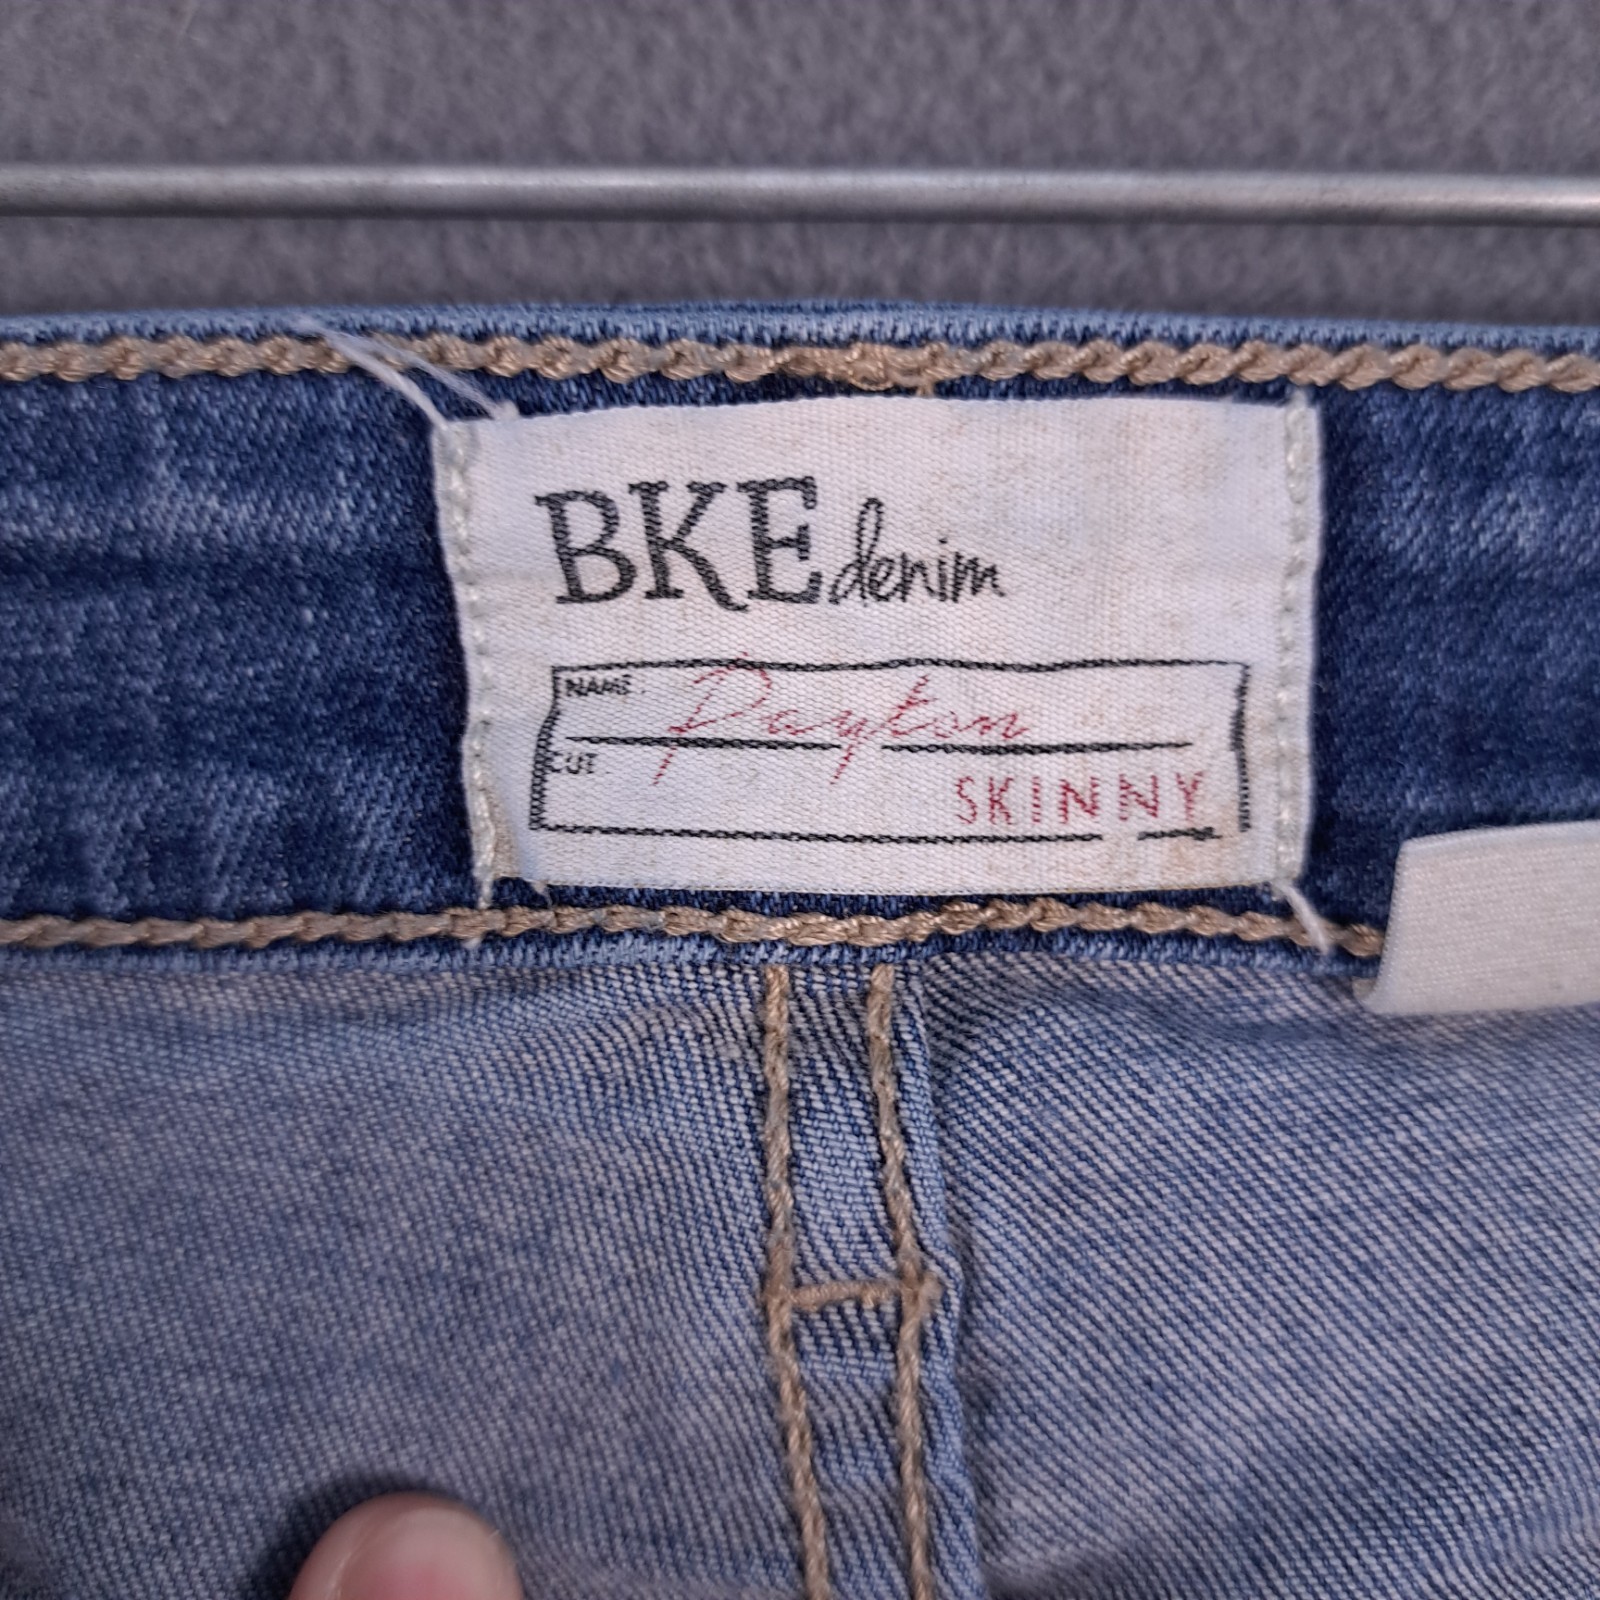 BKE denim
NAME. Payton
CUT. SKINNY